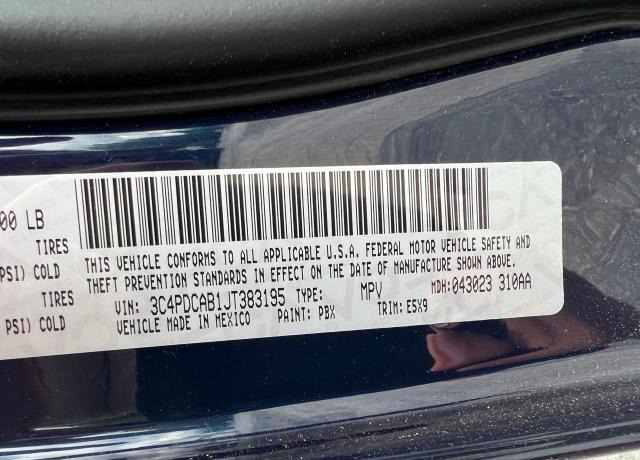 00 LB
TIRES
PSI) COLD
TIRES
PSI) COLD
THIS VEHICLE CONFORMS TO ALL APPLICABLE U.S.A. FEDERAL MOTOR VEHICLE SAFETY AND
THEFT PREVENTION STANDARDS IN EFFECT ON THE DATE OF MANUFACTURE SHOWN ABOVE.
VIN: 3C4PDCAB1JT383195 TYPE: MPV MDH:043023 310AA
VEHICLE MADE IN MEXICO PAINT: PBX TRIM: E5X9